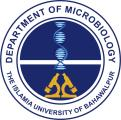 DEPARTMENT OF MICROBIOLOGY
THE ISLAMIA UNIVERSITY OF BAHAWALPUR